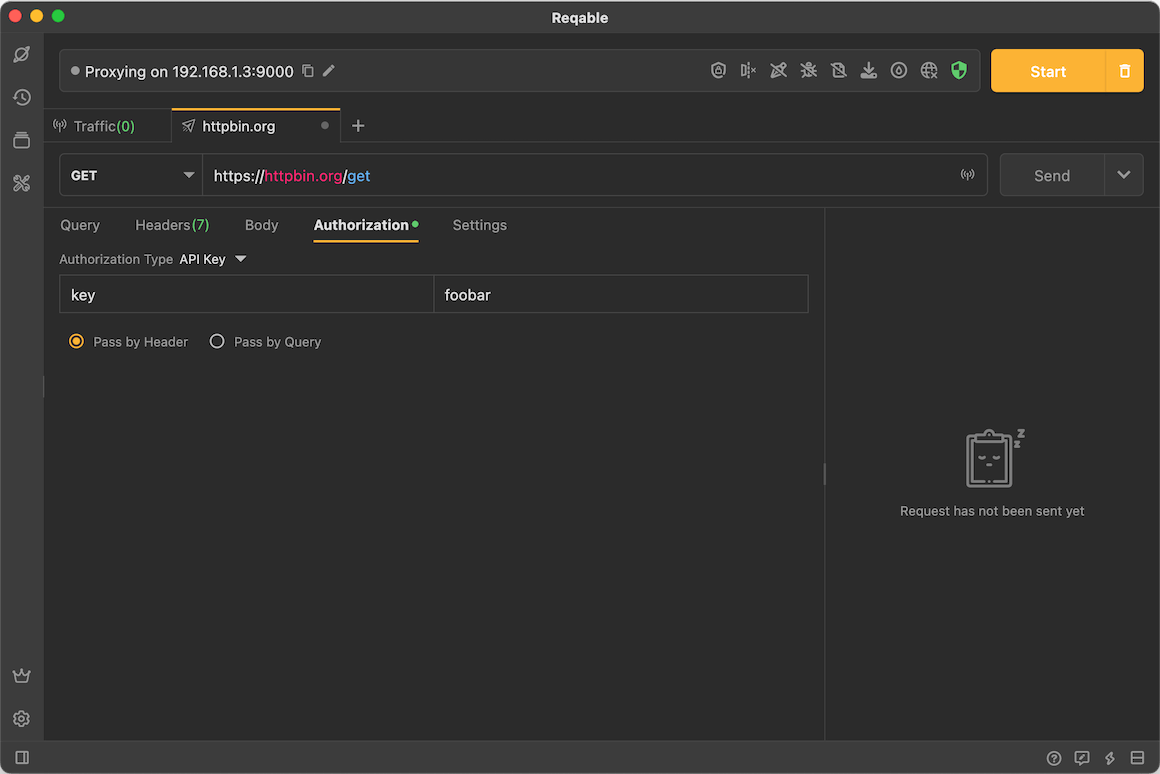 Reqable
Proxying on 192.168.1.3:9000
Start
Traffic(0)
httpbin.org
GET
https://httpbin.org/get
Send
Query
Headers(7)
Body
Authorization
Settings
Authorization Type API Key
key
foobar
Pass by Header
Pass by Query
Request has not been sent yet